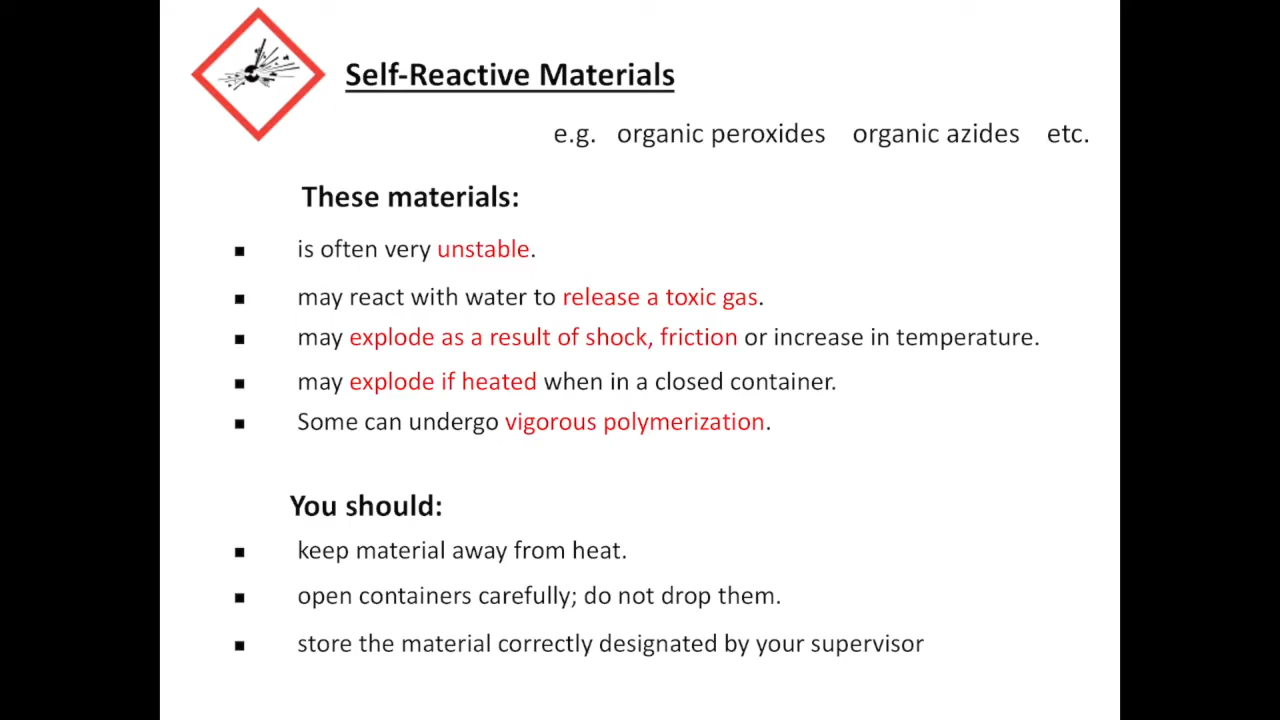 Self-Reactive Materials
e.g. organic peroxides organic azides etc.
These materials:
▪ is often very unstable.
▪ may react with water to release a toxic gas.
▪ may explode as a result of shock, friction or increase in temperature.
▪ may explode if heated when in a closed container.
▪ Some can undergo vigorous polymerization.
You should:
▪ keep material away from heat.
▪ open containers carefully; do not drop them.
▪ store the material correctly designated by your supervisor